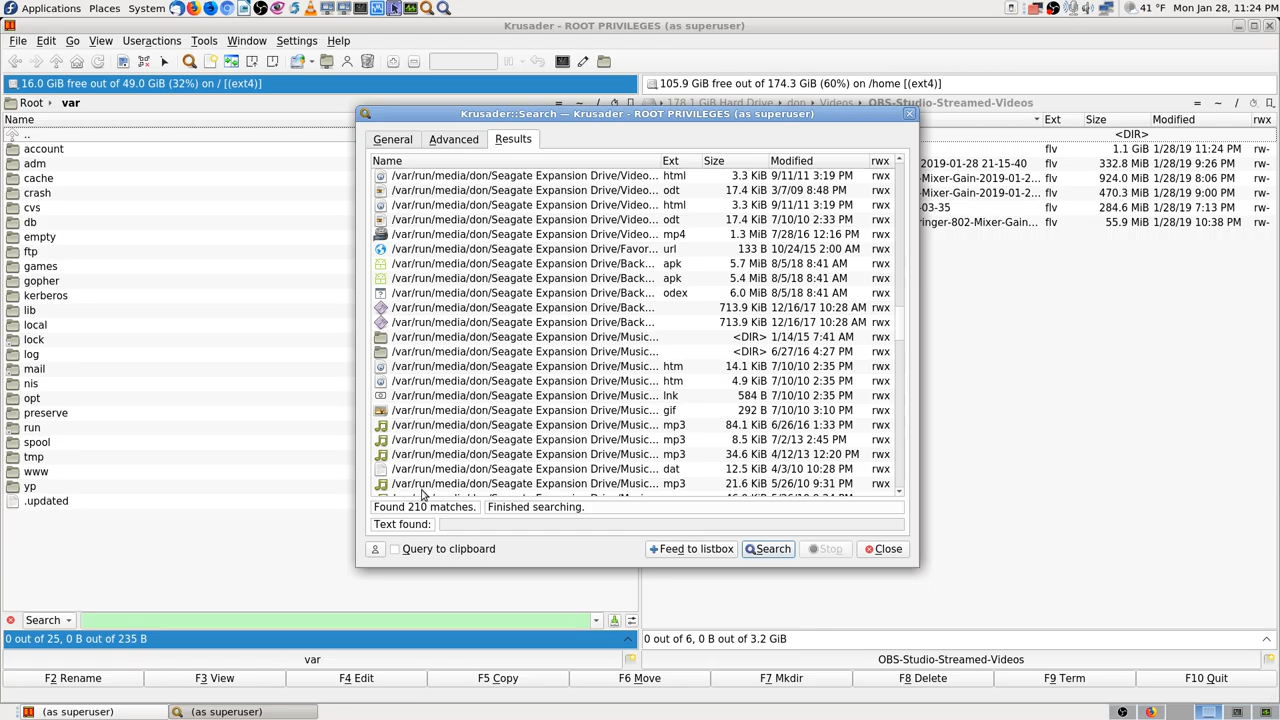 Applications Places System 41 °F Mon Jan 28, 11:24 PM
Krusader - ROOT PRIVILEGES (as superuser)
File Edit Go View Useractions Tools Window Settings Help
16.0 GiB free out of 49.0 GiB (32%) on / [(ext4)]
105.9 GiB free out of 174.3 GiB (60%) on /home [(ext4)]
Root var = ~ /
178.1 GiB Hard Drive don Videos OBS-Studio-Streamed-Videos = ~ /
Name
Ext Size Modified rwx
..
account
adm
cache
crash
cvs
db
empty
ftp
games
gopher
kerberos
lib
local
lock
log
mail
nis
opt
preserve
run
spool
tmp
www
yp
.updated
<DIR>
flv 1.1 GiB 1/28/19 11:24 PM rw-
2019-01-28 21-15-40 flv 332.8 MiB 1/28/19 9:26 PM rw-
-Mixer-Gain-2019-01-2... flv 924.0 MiB 1/28/19 8:06 PM rw-
-Mixer-Gain-2019-01-2... flv 470.3 MiB 1/28/19 9:00 PM rw-
-03-35 flv 284.6 MiB 1/28/19 7:13 PM rw-
ringer-802-Mixer-Gain... flv 55.9 MiB 1/28/19 10:38 PM rw-
Krusader::Search — Krusader - ROOT PRIVILEGES (as superuser)
General Advanced Results
Name Ext Size Modified rwx
/var/run/media/don/Seagate Expansion Drive/Video... html 3.3 KiB 9/11/11 3:19 PM rwx
/var/run/media/don/Seagate Expansion Drive/Video... odt 17.4 KiB 3/7/09 8:48 PM rwx
/var/run/media/don/Seagate Expansion Drive/Video... html 3.3 KiB 9/11/11 3:19 PM rwx
/var/run/media/don/Seagate Expansion Drive/Video... odt 17.4 KiB 7/10/10 2:33 PM rwx
/var/run/media/don/Seagate Expansion Drive/Video... mp4 1.3 MiB 7/28/16 12:16 PM rwx
/var/run/media/don/Seagate Expansion Drive/Favor... url 133 B 10/24/15 2:00 AM rwx
/var/run/media/don/Seagate Expansion Drive/Back... apk 5.7 MiB 8/5/18 8:41 AM rwx
/var/run/media/don/Seagate Expansion Drive/Back... apk 5.4 MiB 8/5/18 8:41 AM rwx
/var/run/media/don/Seagate Expansion Drive/Back... odex 6.0 MiB 8/5/18 8:41 AM rwx
/var/run/media/don/Seagate Expansion Drive/Back... 713.9 KiB 12/16/17 10:28 AM rwx
/var/run/media/don/Seagate Expansion Drive/Back... 713.9 KiB 12/16/17 10:28 AM rwx
/var/run/media/don/Seagate Expansion Drive/Music... <DIR> 1/14/15 7:41 AM rwx
/var/run/media/don/Seagate Expansion Drive/Music... <DIR> 6/27/16 4:27 PM rwx
/var/run/media/don/Seagate Expansion Drive/Music... htm 14.1 KiB 7/10/10 2:35 PM rwx
/var/run/media/don/Seagate Expansion Drive/Music... htm 4.9 KiB 7/10/10 2:35 PM rwx
/var/run/media/don/Seagate Expansion Drive/Music... lnk 584 B 7/10/10 2:35 PM rwx
/var/run/media/don/Seagate Expansion Drive/Music... gif 292 B 7/10/10 3:10 PM rwx
/var/run/media/don/Seagate Expansion Drive/Music... mp3 84.1 KiB 6/26/16 1:33 PM rwx
/var/run/media/don/Seagate Expansion Drive/Music... mp3 8.5 KiB 7/2/13 2:45 PM rwx
/var/run/media/don/Seagate Expansion Drive/Music... mp3 34.6 KiB 4/12/13 12:20 PM rwx
/var/run/media/don/Seagate Expansion Drive/Music... dat 12.5 KiB 4/3/10 10:28 PM rwx
/var/run/media/don/Seagate Expansion Drive/Music... mp3 21.6 KiB 5/26/10 9:31 PM rwx
Found 210 matches. Finished searching.
Text found:
Query to clipboard Feed to listbox Search Stop Close
Search
0 out of 25, 0 B out of 235 B
0 out of 6, 0 B out of 3.2 GiB
var
OBS-Studio-Streamed-Videos
F2 Rename F3 View F4 Edit F5 Copy F6 Move F7 Mkdir F8 Delete F9 Term F10 Quit
(as superuser) (as superuser)